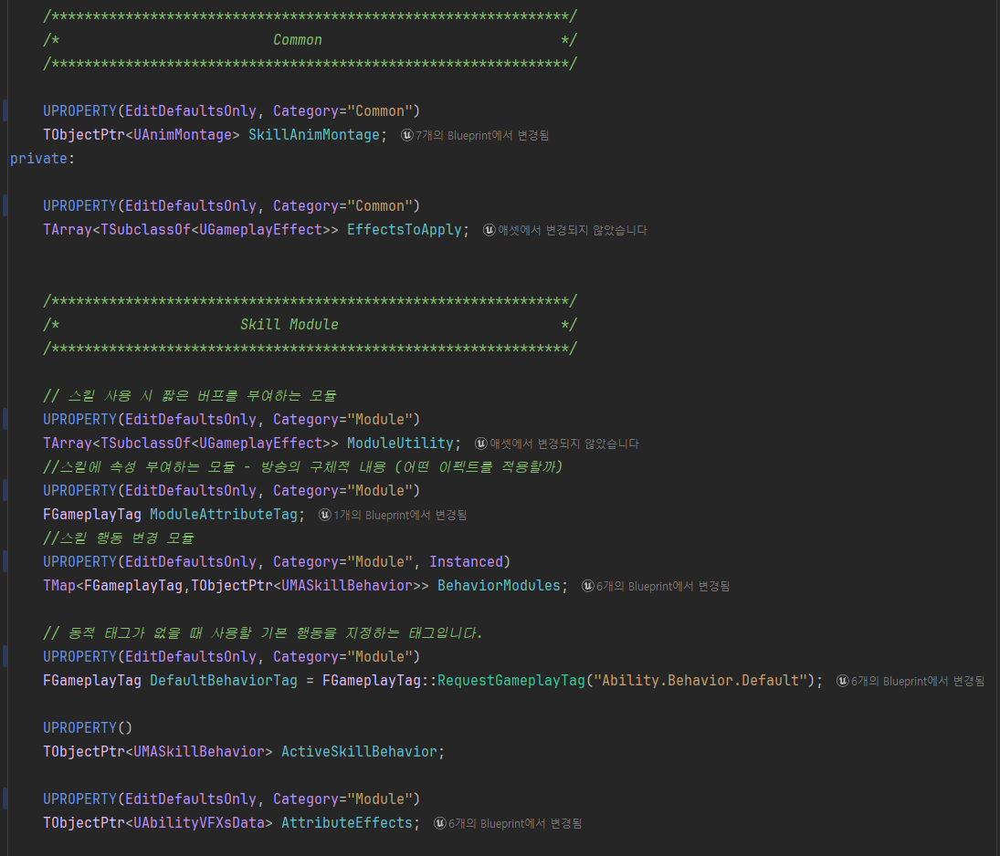 /***************************************************************/
/*                          Common                             */
/***************************************************************/
UPROPERTY(EditDefaultsOnly, Category="Common")
TObjectPtr<UAnimMontage> SkillAnimMontage; 7개의 Blueprint에서 변경됨
private:
UPROPERTY(EditDefaultsOnly, Category="Common")
TArray<TSubclassOf<UGameplayEffect>> EffectsToApply; 애셋에서 변경되지 않았습니다
/***************************************************************/
/*                      Skill Module                           */
/***************************************************************/
// 스킬 사용 시 짧은 버프를 부여하는 모듈
UPROPERTY(EditDefaultsOnly, Category="Module")
TArray<TSubclassOf<UGameplayEffect>> ModuleUtility; 애셋에서 변경되지 않았습니다
//스킬에 속성 부여하는 모듈 - 방승의 구체적 내용 (어떤 이펙트를 적용할까)
UPROPERTY(EditDefaultsOnly, Category="Module")
FGameplayTag ModuleAttributeTag; 1개의 Blueprint에서 변경됨
//스킬 행동 변경 모듈
UPROPERTY(EditDefaultsOnly, Category="Module", Instanced)
TMap<FGameplayTag,TObjectPtr<UMASkillBehavior>> BehaviorModules; 6개의 Blueprint에서 변경됨
// 동적 태그가 없을 때 사용할 기본 행동을 지정하는 태그입니다.
UPROPERTY(EditDefaultsOnly, Category="Module")
FGameplayTag DefaultBehaviorTag = FGameplayTag::RequestGameplayTag("Ability.Behavior.Default"); 6개의 Blueprint에서 변경됨
UPROPERTY()
TObjectPtr<UMASkillBehavior> ActiveSkillBehavior;
UPROPERTY(EditDefaultsOnly, Category="Module")
TObjectPtr<UAbilityVFXsData> AttributeEffects; 6개의 Blueprint에서 변경됨